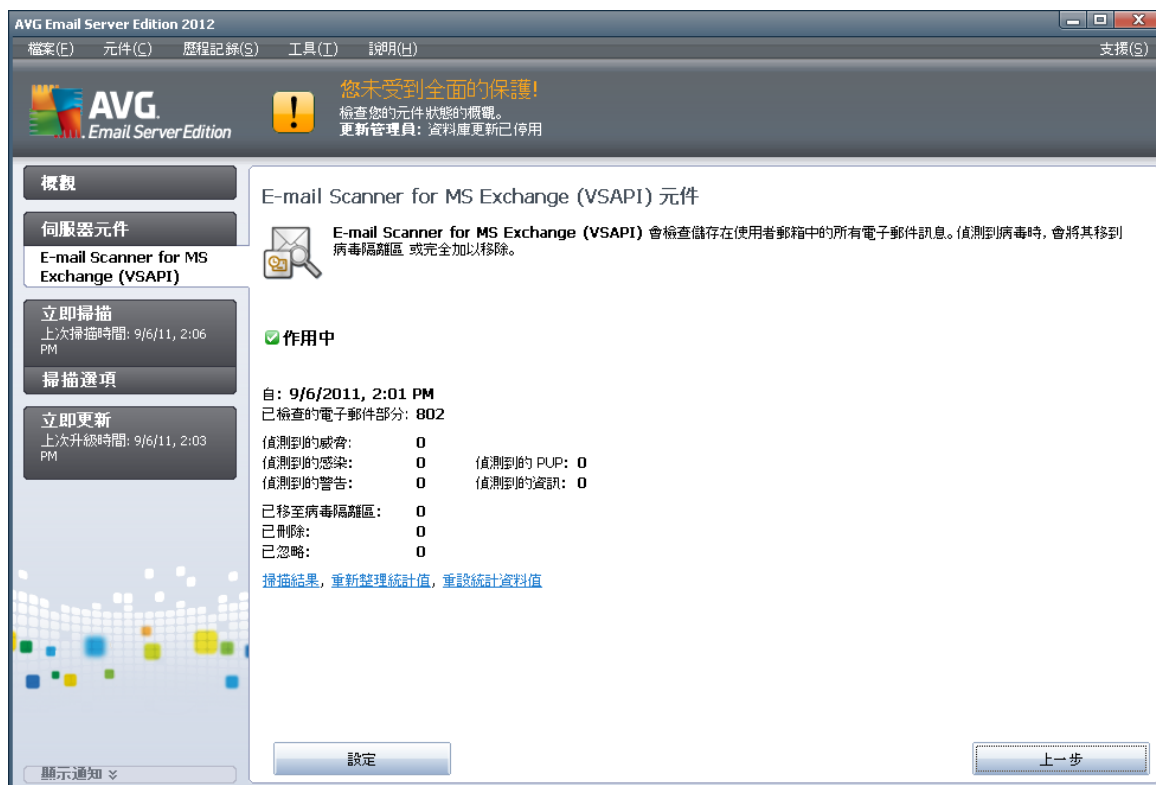 AVG Email Server Edition 2012
檔案(F) 元件(C) 歷程記錄(S) 工具(T) 說明(H) 支援(S)
AVG.
Email Server Edition
您未受到全面的保護!
檢查您的元件狀態的概觀。
更新管理員: 資料庫更新已停用
概觀
伺服器元件
E-mail Scanner for MS
Exchange (VSAPI)
立即掃描
上次掃描時間: 9/6/11, 2:06
PM
掃描選項
立即更新
上次升級時間: 9/6/11, 2:03
PM
顯示通知
E-mail Scanner for MS Exchange (VSAPI) 元件
E-mail Scanner for MS Exchange (VSAPI) 會檢查儲存在使用者郵箱中的所有電子郵件訊息。偵測到病毒時, 會將其移到
病毒隔離區 或完全加以移除。
作用中
自: 9/6/2011, 2:01 PM
已檢查的電子郵件部分: 802
偵測到的威脅: 0
偵測到的感染: 0 偵測到的 PUP: 0
偵測到的警告: 0 偵測到的資訊: 0
已移至病毒隔離區: 0
已刪除: 0
已忽略: 0
掃描結果, 重新整理統計值, 重設統計資料值
設定
上一步